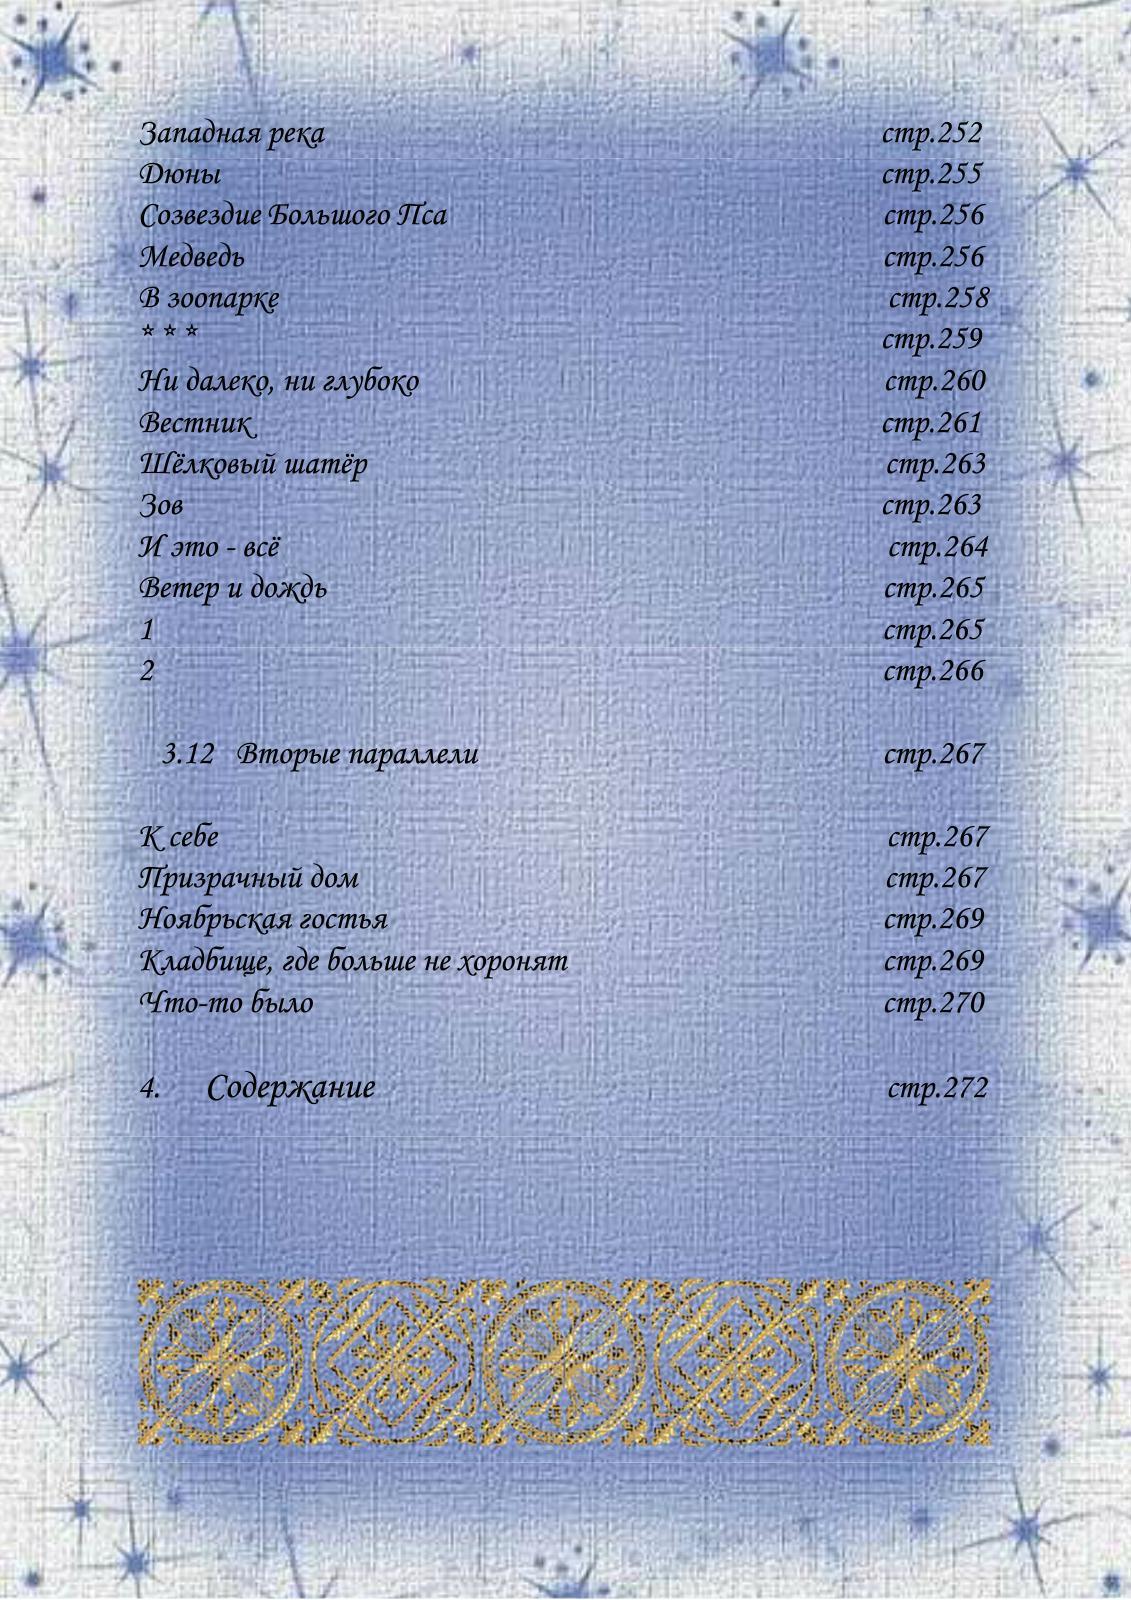 Западная река стр.252
Дюны стр.255
Созвездие Большого Пса стр.256
Медведь стр.256
В зоопарке стр.258
* * * стр.259
Ни далеко, ни глубоко стр.260
Вестник стр.261
Шёлковый шатёр стр.263
Зов стр.263
И это - всё стр.264
Ветер и дождь стр.265
1 стр.265
2 стр.266
3.12 Вторые параллели стр.267
К себе стр.267
Призрачный дом стр.267
Ноябрьская гостья стр.269
Кладбище, где больше не хоронят стр.269
Что-то было стр.270
4. Содержание стр.272